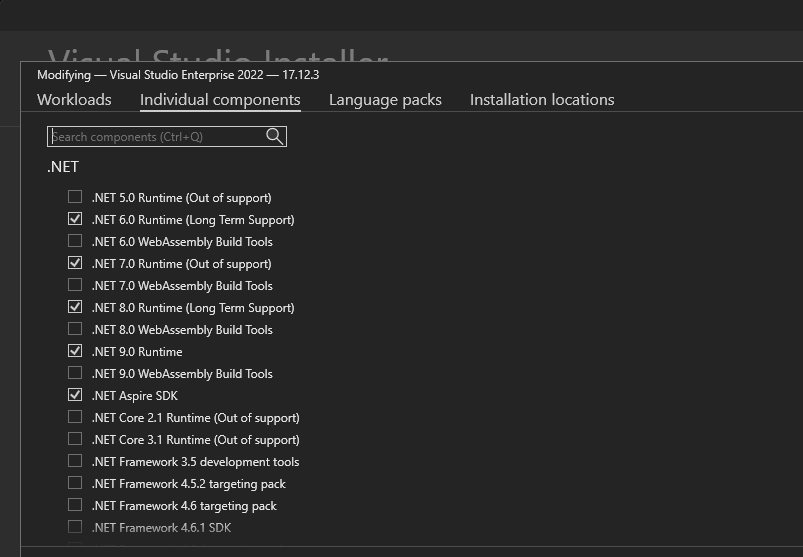 Visual Studio Installer
Modifying — Visual Studio Enterprise 2022 — 17.12.3
Workloads Individual components Language packs Installation locations
Search components (Ctrl+Q)
.NET
.NET 5.0 Runtime (Out of support)
.NET 6.0 Runtime (Long Term Support)
.NET 6.0 WebAssembly Build Tools
.NET 7.0 Runtime (Out of support)
.NET 7.0 WebAssembly Build Tools
.NET 8.0 Runtime (Long Term Support)
.NET 8.0 WebAssembly Build Tools
.NET 9.0 Runtime
.NET 9.0 WebAssembly Build Tools
.NET Aspire SDK
.NET Core 2.1 Runtime (Out of support)
.NET Core 3.1 Runtime (Out of support)
.NET Framework 3.5 development tools
.NET Framework 4.5.2 targeting pack
.NET Framework 4.6 targeting pack
.NET Framework 4.6.1 SDK